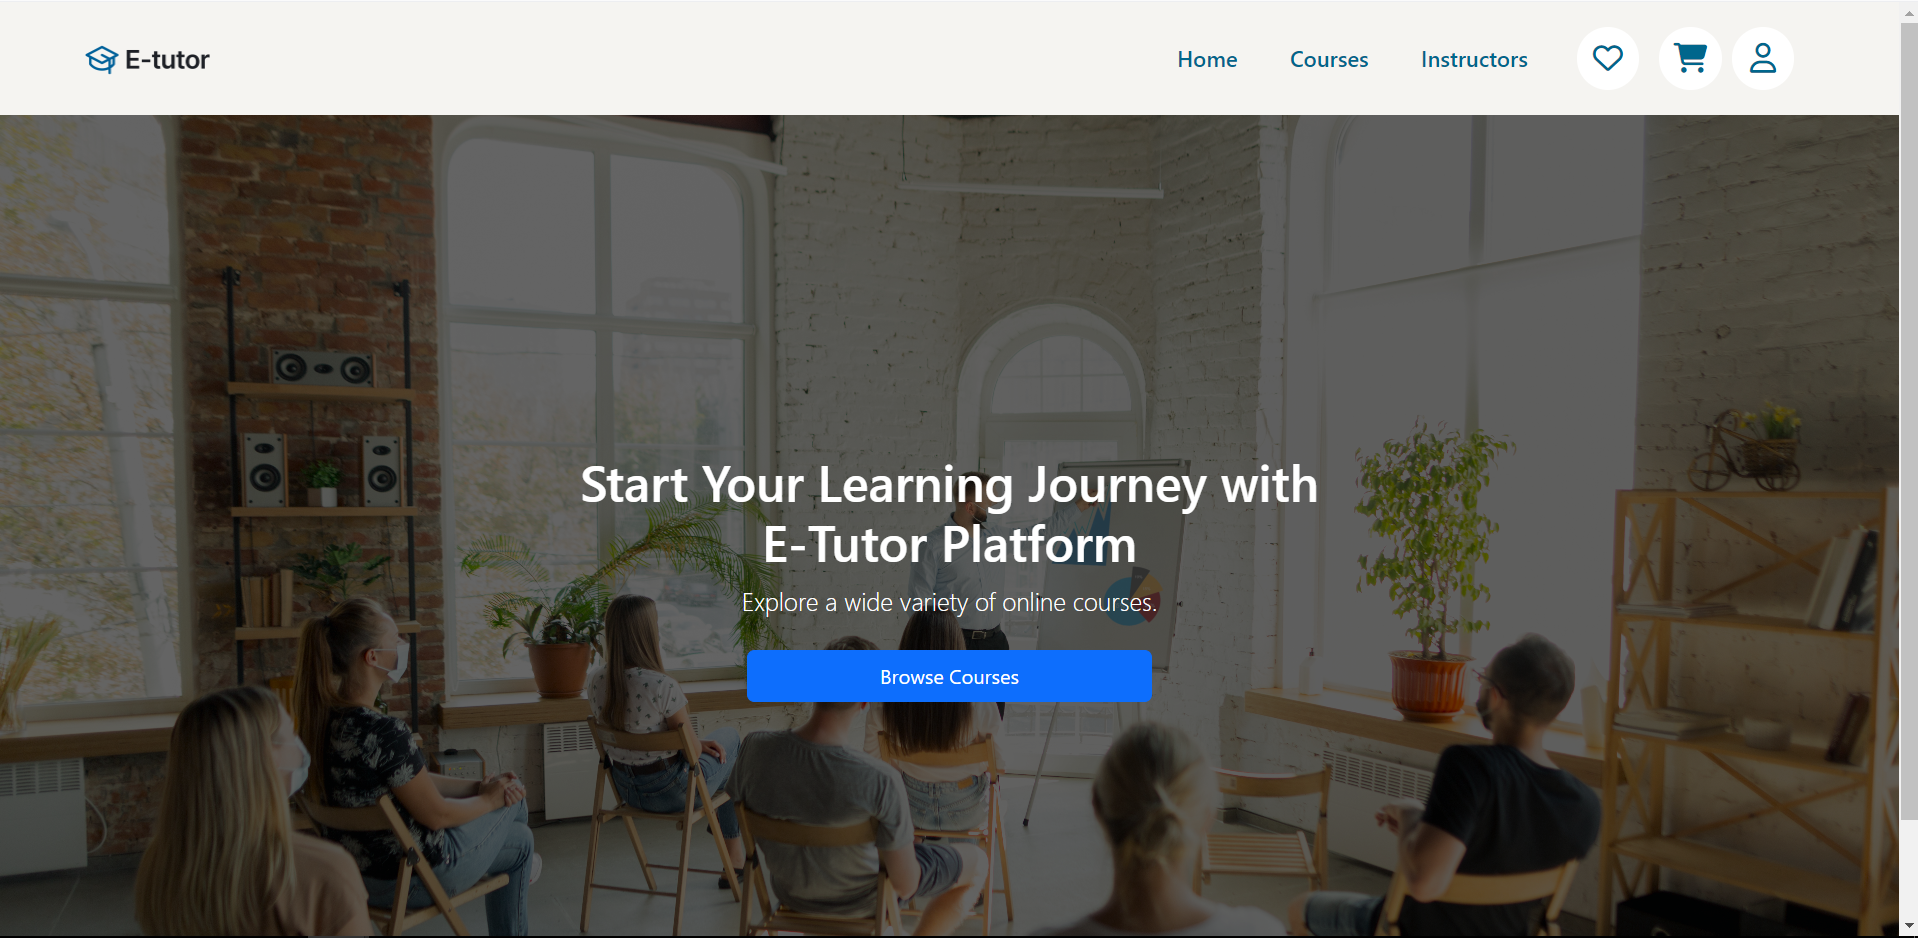 E-tutor
Home
Courses
Instructors
Start Your Learning Journey with
E-Tutor Platform
Explore a wide variety of online courses.
Browse Courses